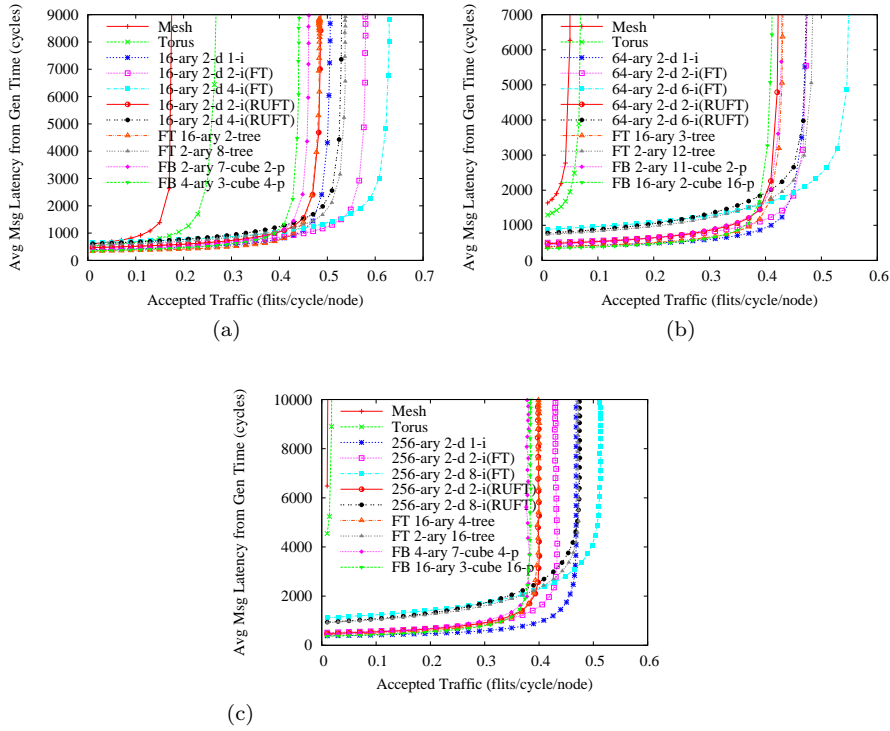 9000
8000
7000
6000
5000
4000
3000
2000
1000
0
0
0.1
0.2
0.3
0.4
0.5
0.6
0.7
Avg Msg Latency from Gen Time (cycles)
Accepted Traffic (flits/cycle/node)
Mesh
Torus
16-ary 2-d 1-i
16-ary 2-d 2-i(FT)
16-ary 2-d 4-i(FT)
16-ary 2-d 2-i(RUFT)
16-ary 2-d 4-i(RUFT)
FT 16-ary 2-tree
FT 2-ary 8-tree
FB 2-ary 7-cube 2-p
FB 4-ary 3-cube 4-p
(a)
7000
6000
5000
4000
3000
2000
1000
0
0
0.1
0.2
0.3
0.4
0.5
0.6
Avg Msg Latency from Gen Time (cycles)
Accepted Traffic (flits/cycle/node)
Mesh
Torus
64-ary 2-d 1-i
64-ary 2-d 2-i(FT)
64-ary 2-d 6-i(FT)
64-ary 2-d 2-i(RUFT)
64-ary 2-d 6-i(RUFT)
FT 16-ary 3-tree
FT 2-ary 12-tree
FB 2-ary 11-cube 2-p
FB 16-ary 2-cube 16-p
(b)
10000
8000
6000
4000
2000
0
0
0.1
0.2
0.3
0.4
0.5
0.6
Avg Msg Latency from Gen Time (cycles)
Accepted Traffic (flits/cycle/node)
Mesh
Torus
256-ary 2-d 1-i
256-ary 2-d 2-i(FT)
256-ary 2-d 8-i(FT)
256-ary 2-d 2-i(RUFT)
256-ary 2-d 8-i(RUFT)
FT 16-ary 4-tree
FT 2-ary 16-tree
FB 4-ary 7-cube 4-p
FB 16-ary 3-cube 16-p
(c)